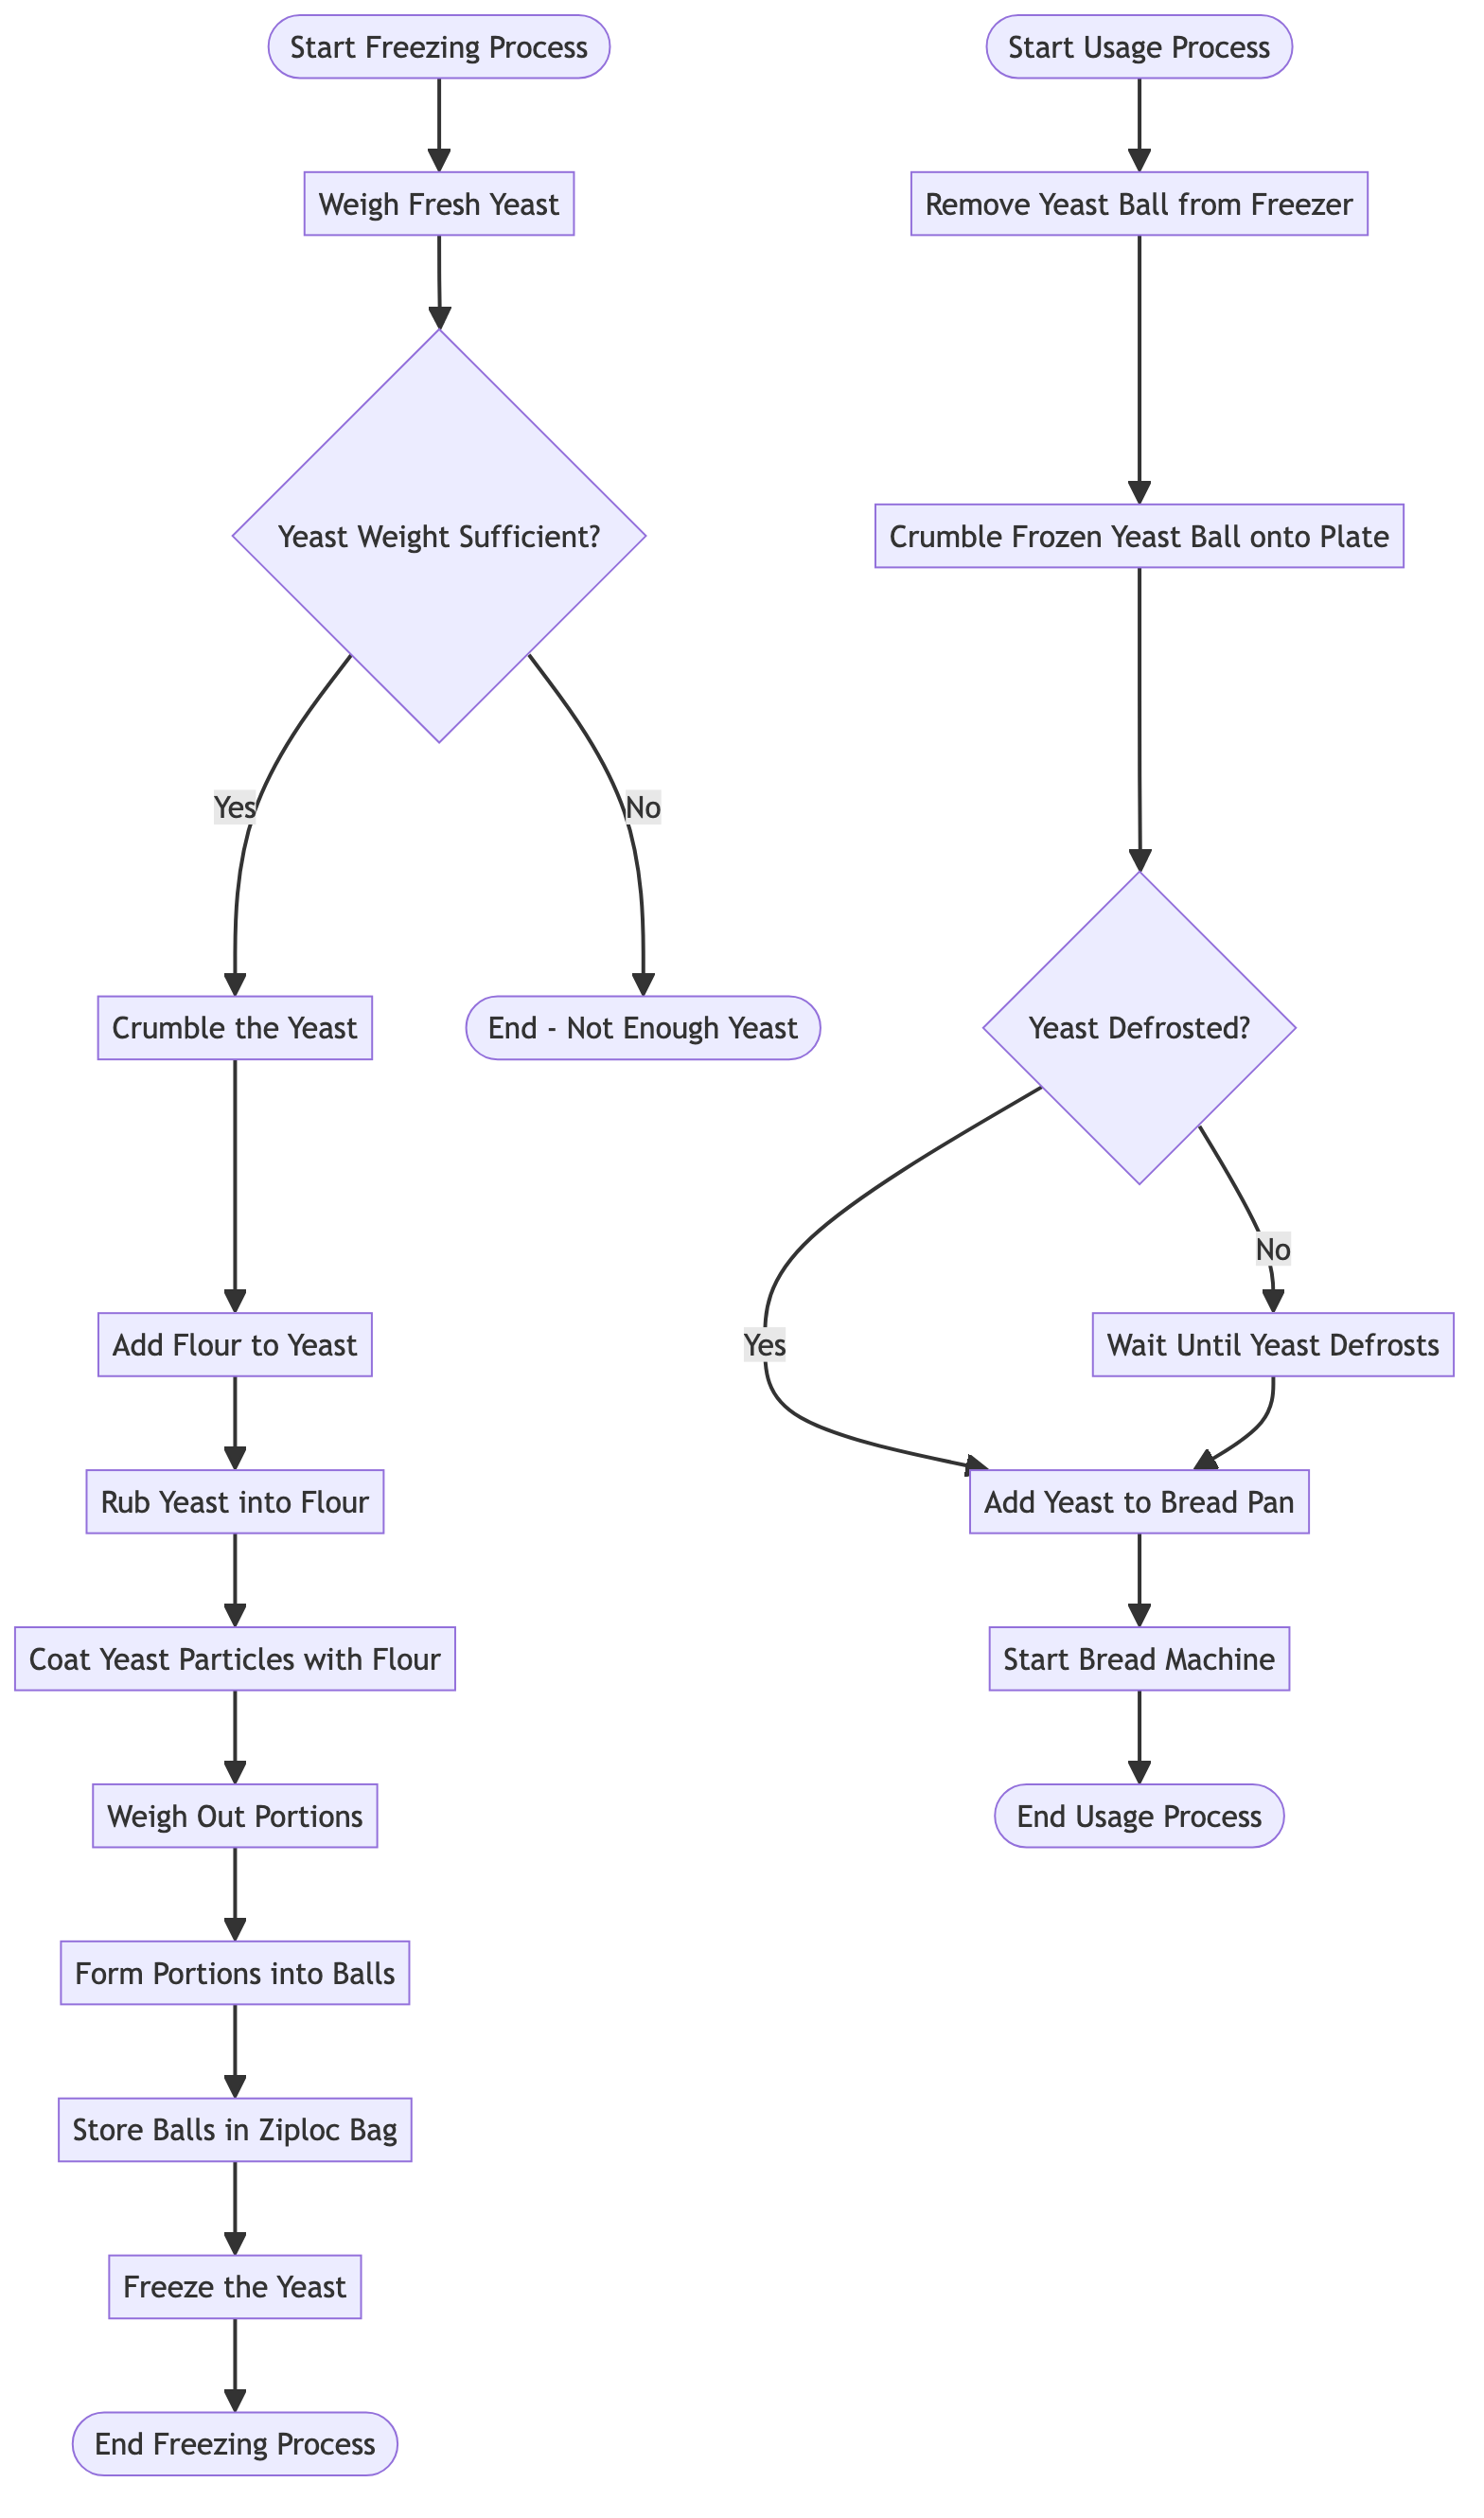 Start Freezing Process
Weigh Fresh Yeast
Yeast Weight Sufficient?
Yes
No
Crumble the Yeast
End - Not Enough Yeast
Add Flour to Yeast
Rub Yeast into Flour
Coat Yeast Particles with Flour
Weigh Out Portions
Form Portions into Balls
Store Balls in Ziploc Bag
Freeze the Yeast
End Freezing Process
Start Usage Process
Remove Yeast Ball from Freezer
Crumble Frozen Yeast Ball onto Plate
Yeast Defrosted?
No
Yes
Wait Until Yeast Defrosts
Add Yeast to Bread Pan
Start Bread Machine
End Usage Process